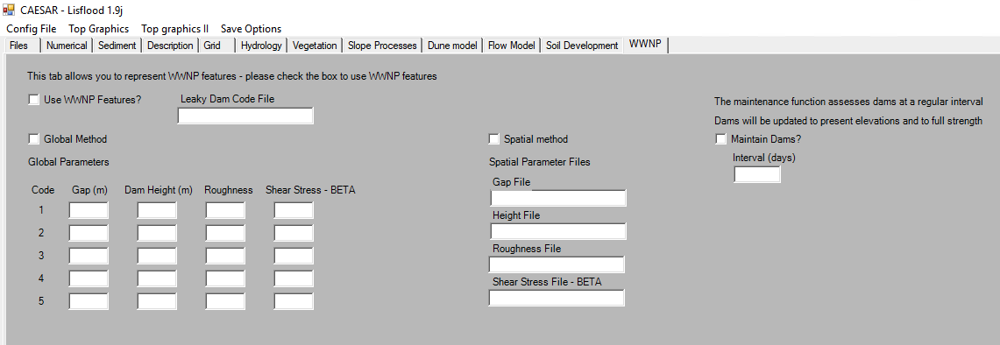 CAESAR - Lisflood 1.9j
Config File Top Graphics Top graphics II Save Options
Files Numerical Sediment Description Grid Hydrology Vegetation Slope Processes Dune model Flow Model Soil Development WWNP
This tab allows you to represent WWNP features - please check the box to use WWNP features
Use WWNP Features? Leaky Dam Code File
The maintenance function assesses dams at a regular interval
Dams will be updated to present elevations and to full strength
Global Method Spatial method Maintain Dams?
Global Parameters Spatial Parameter Files Interval (days)
Gap File
Code Gap (m) Dam Height (m) Roughness Shear Stress - BETA
1
Height File
2
Roughness File
3
4
Shear Stress File - BETA
5